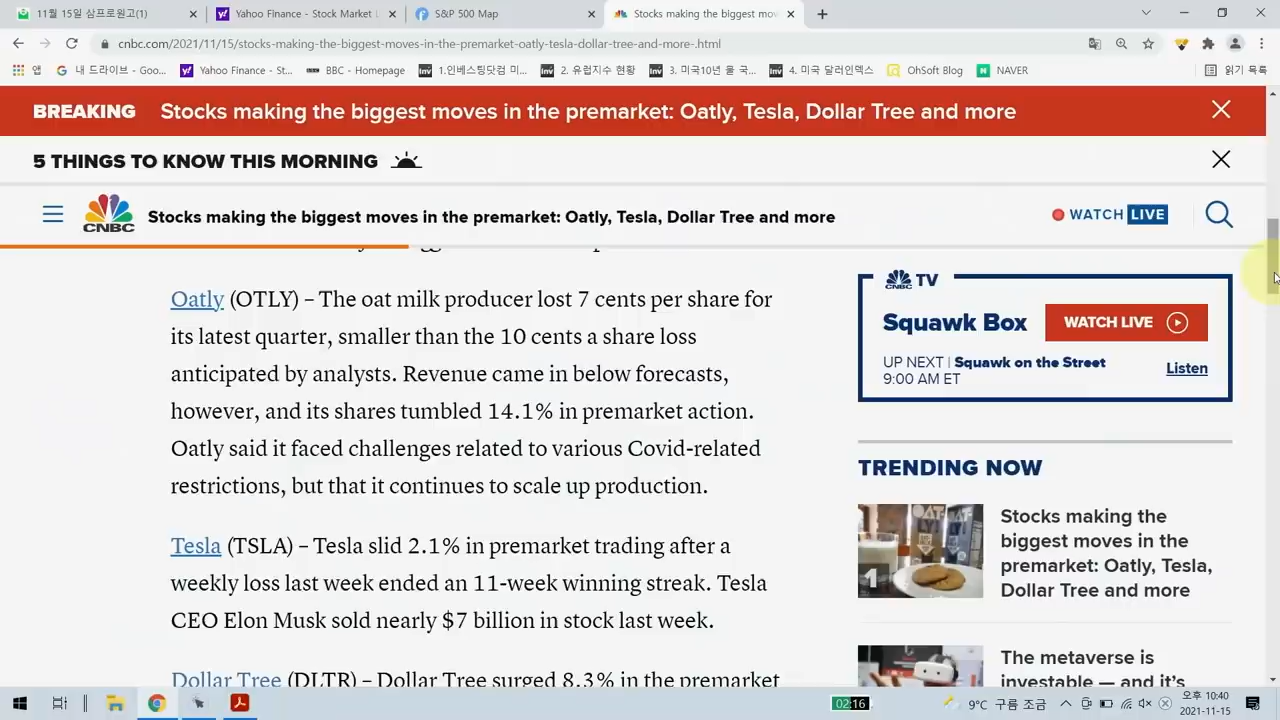 11월 15일 삼프로원고(1)
Yahoo Finance - Stock Market L
S&P 500 Map
Stocks making the biggest mov
cnbc.com/2021/11/15/stocks-making-the-biggest-moves-in-the-premarket-oatly-tesla-dollar-tree-and-more-.html
앱
내 드라이브 - Goo...
Yahoo Finance - St...
BBC - Homepage
1.인베스팅닷컴 미...
2. 유럽지수 현황
3. 미국10년 물 국...
4. 미국 달러인덱스
OhSoft Blog
NAVER
읽기 목록
BREAKING
Stocks making the biggest moves in the premarket: Oatly, Tesla, Dollar Tree and more
5 THINGS TO KNOW THIS MORNING
CNBC
Stocks making the biggest moves in the premarket: Oatly, Tesla, Dollar Tree and more
WATCH LIVE
Oatly (OTLY) – The oat milk producer lost 7 cents per share for
its latest quarter, smaller than the 10 cents a share loss
anticipated by analysts. Revenue came in below forecasts,
however, and its shares tumbled 14.1% in premarket action.
Oatly said it faced challenges related to various Covid-related
restrictions, but that it continues to scale up production.
Tesla (TSLA) – Tesla slid 2.1% in premarket trading after a
weekly loss last week ended an 11-week winning streak. Tesla
CEO Elon Musk sold nearly $7 billion in stock last week.
Dollar Tree (DLTR) – Dollar Tree surged 8.3% in the premarket
CNBC TV
Squawk Box
WATCH LIVE
UP NEXT | Squawk on the Street
9:00 AM ET
Listen
TRENDING NOW
1
Stocks making the
biggest moves in the
premarket: Oatly, Tesla,
Dollar Tree and more
The metaverse is
investable — and it's
02:16
9°C 구름 조금
오후 10:40
2021-11-15